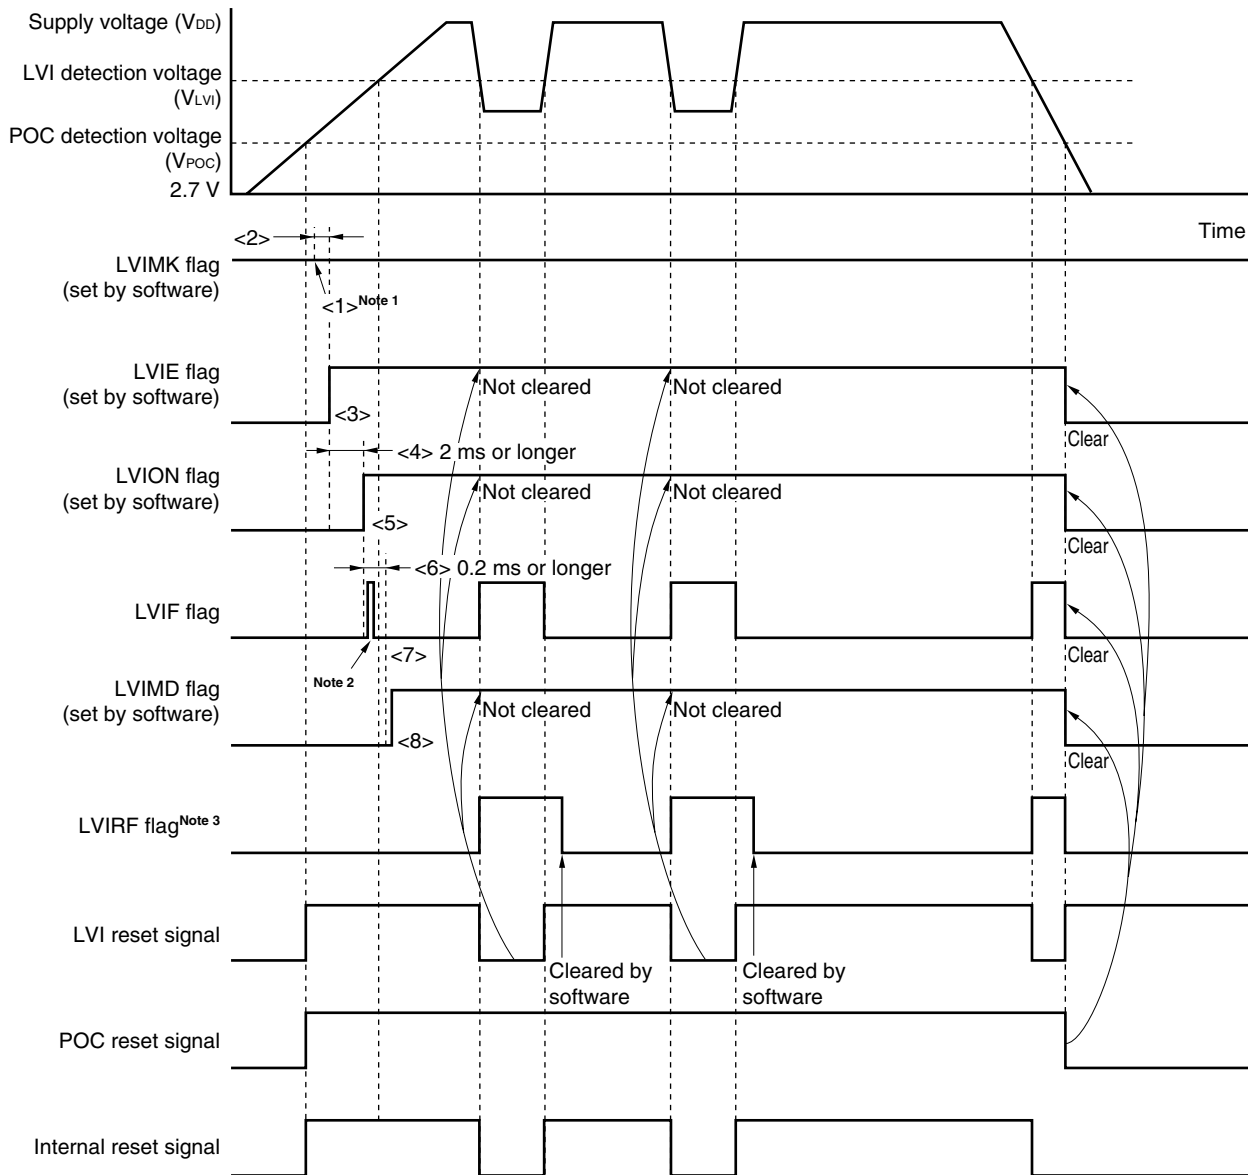 Supply voltage (VDD)
LVI detection voltage
(VLVI)
POC detection voltage
(VPOC)
2.7 V
Time
<2>
LVIMK flag
(set by software)
<1>Note 1
LVIE flag
(set by software)
Not cleared
Not cleared
<3>
Clear
<4> 2 ms or longer
LVION flag
(set by software)
Not cleared
Not cleared
<5>
Clear
<6> 0.2 ms or longer
LVIF flag
<7>
Clear
Note 2
LVIMD flag
(set by software)
Not cleared
Not cleared
<8>
Clear
LVIRF flagNote 3
LVI reset signal
Cleared by
software
Cleared by
software
POC reset signal
Internal reset signal